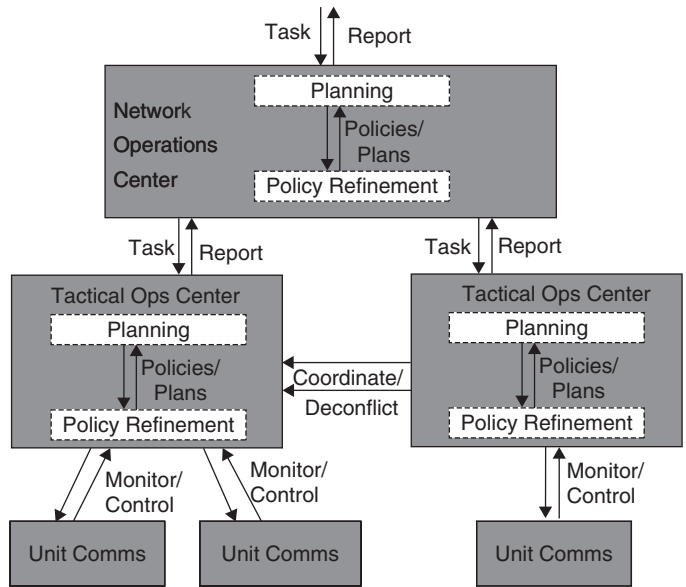 Task
Report
Network
Operations
Center
Planning
Policies/
Plans
Policy Refinement
Task
Report
Task
Report
Tactical Ops Center
Planning
Policies/
Plans
Policy Refinement
Coordinate/
Deconflict
Tactical Ops Center
Planning
Policies/
Plans
Policy Refinement
Monitor/
Control
Monitor/
Control
Monitor/
Control
Unit Comms
Unit Comms
Unit Comms